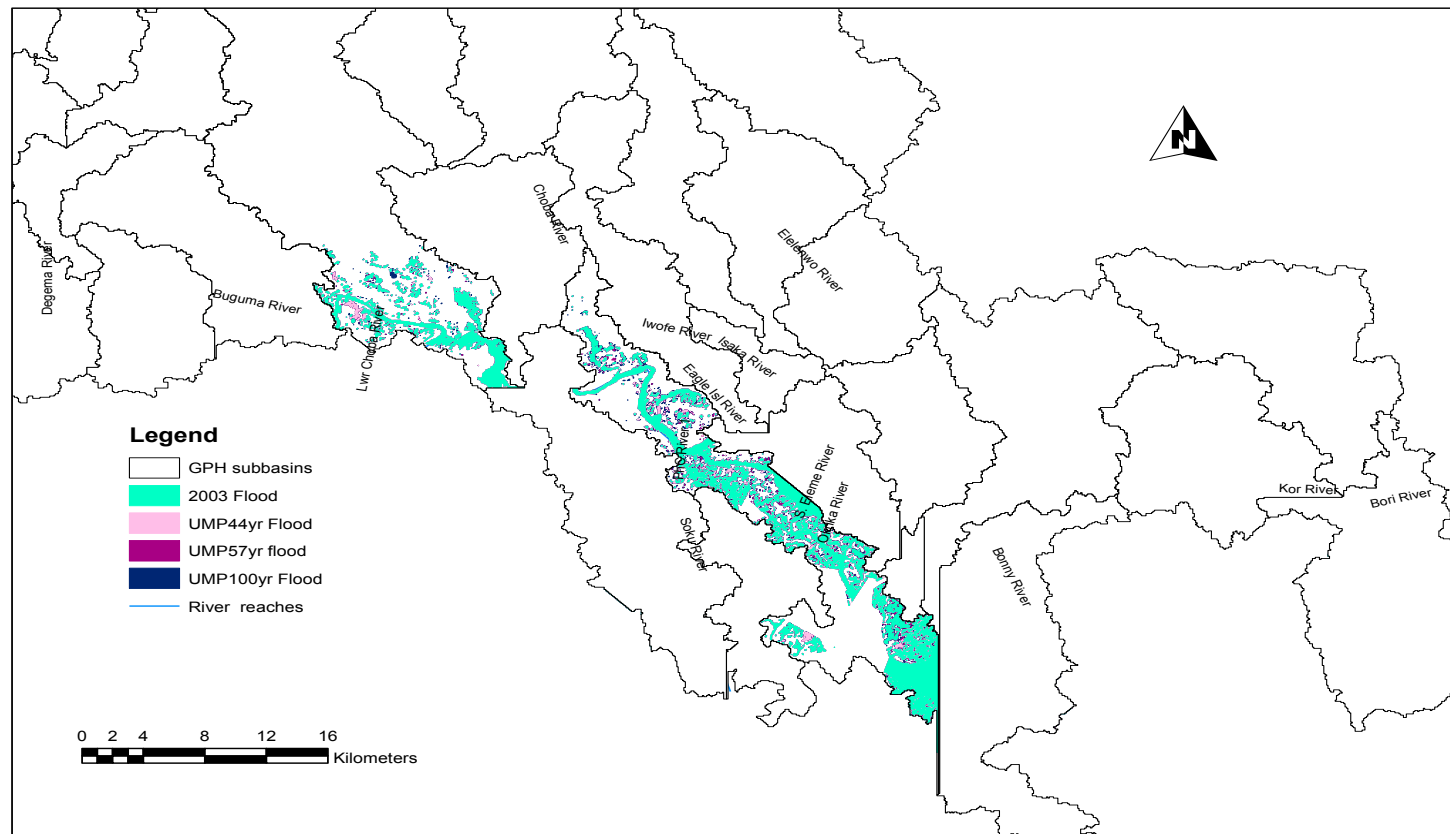 N
Choba River
Elelenwo River
Degema River
Buguma River
Lwr Choba River
Iwofe River
Isaka River
Eagle Isl River
Legend
GPH subbasins
2003 Flood
UMP44yr Flood
UMP57yr flood
UMP100yr Flood
River reaches
Eleme River
Soku River
Kor River
Bori River
Bonny River
0 2 4 8 12 16
Kilometers